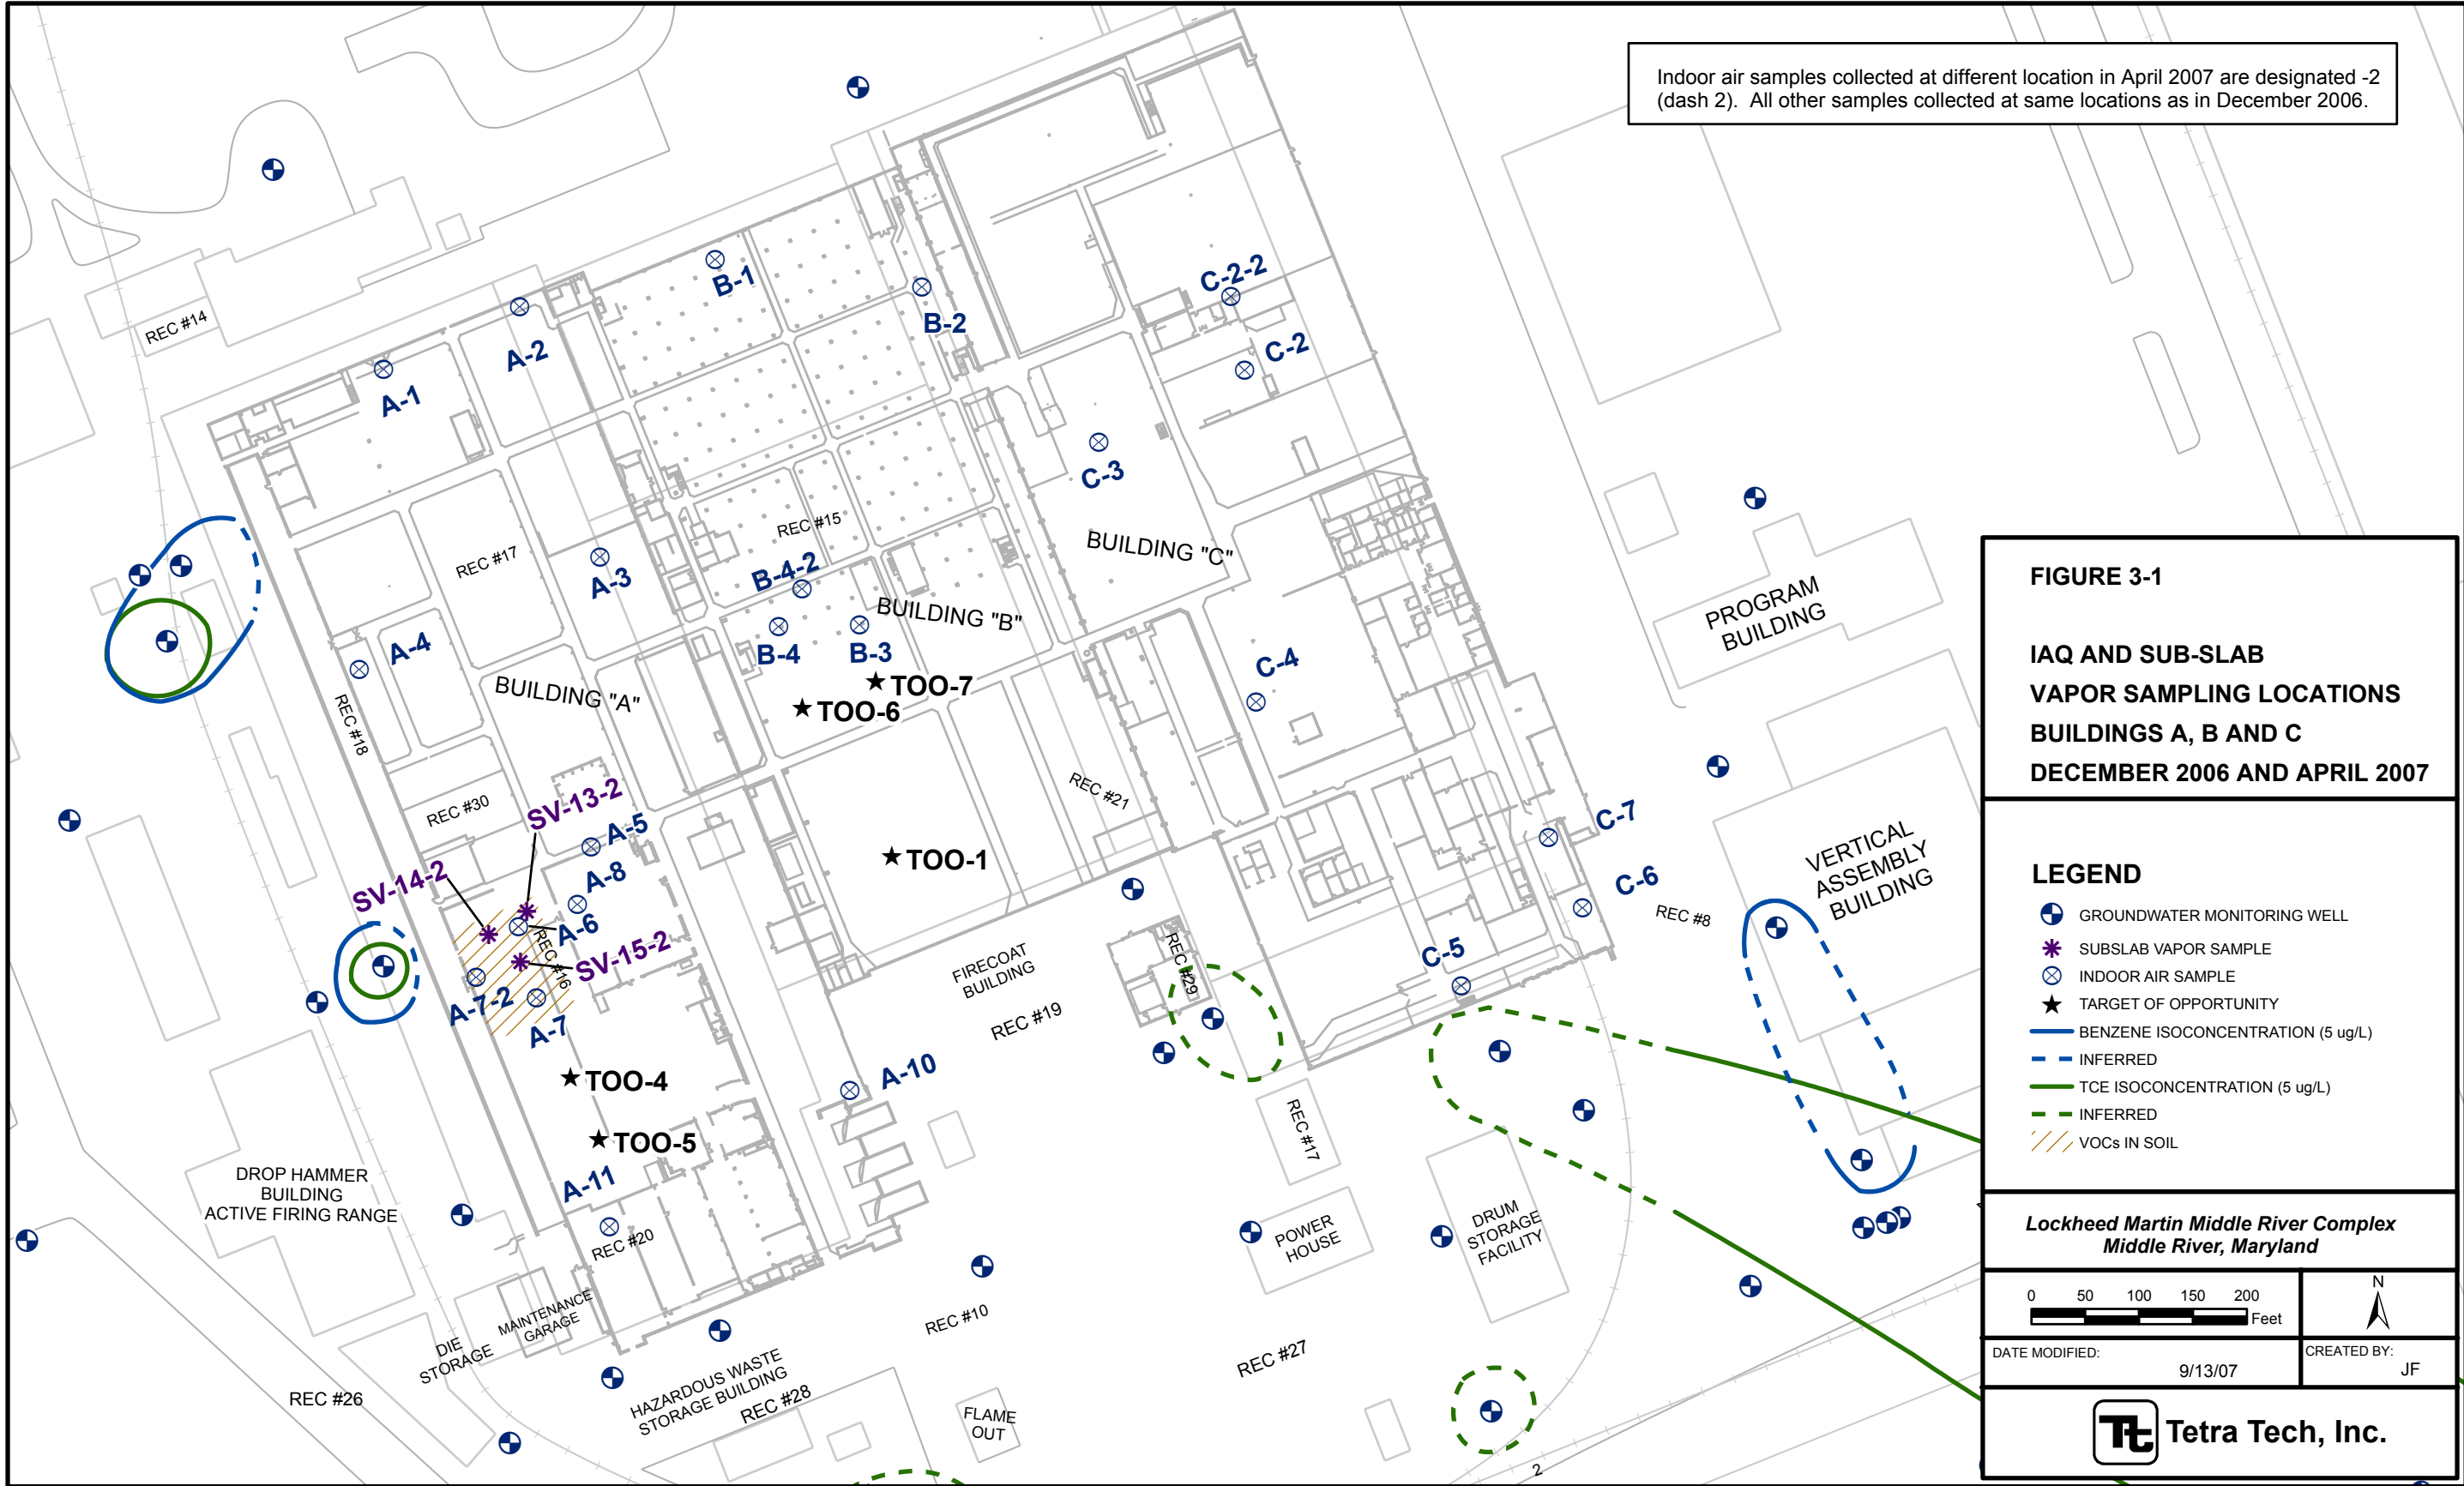 Indoor air samples collected at different location in April 2007 are designated -2
(dash 2).  All other samples collected at same locations as in December 2006.
REC #14
A-1
A-2
B-1
B-2
C-2-2
C-2
C-3
REC #17
A-3
REC #15
B-4-2
BUILDING "C"
BUILDING "B"
B-4
B-3
A-4
BUILDING "A"
REC #18
TOO-7
TOO-6
C-4
PROGRAM
BUILDING
REC #30
SV-13-2
A-5
REC #21
TOO-1
C-7
VERTICAL
ASSEMBLY
BUILDING
SV-14-2
A-8
A-6
REC #16
SV-15-2
C-6
REC #8
A-7-2
A-7
FIRECOAT
BUILDING
REC #19
REC #29
C-5
TOO-4
A-10
TOO-5
REC #17
DROP HAMMER
BUILDING
ACTIVE FIRING RANGE
A-11
REC #20
POWER
HOUSE
DRUM
STORAGE
FACILITY
MAINTENANCE
GARAGE
DIE
STORAGE
REC #10
REC #27
REC #26
HAZARDOUS WASTE
STORAGE BUILDING
REC #28
FLAME
OUT
2
FIGURE 3-1
IAQ AND SUB-SLAB
VAPOR SAMPLING LOCATIONS
BUILDINGS A, B AND C
DECEMBER 2006 AND APRIL 2007
LEGEND
GROUNDWATER MONITORING WELL
SUBSLAB VAPOR SAMPLE
INDOOR AIR SAMPLE
TARGET OF OPPORTUNITY
BENZENE ISOCONCENTRATION (5 ug/L)
INFERRED
TCE ISOCONCENTRATION (5 ug/L)
INFERRED
VOCs IN SOIL
Lockheed Martin Middle River Complex
Middle River, Maryland
0 50 100 150 200
Feet
N
DATE MODIFIED:
9/13/07
CREATED BY:
JF
Tt Tetra Tech, Inc.